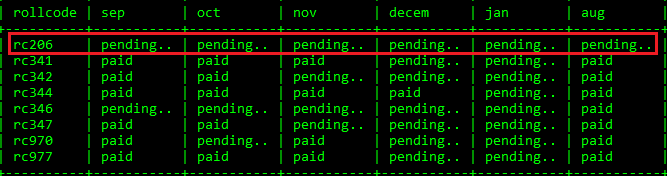 rollcode | sep | oct | nov | decem | jan | aug
rc206 | pending.. | pending.. | pending.. | pending.. | pending.. | pending..
rc341 | paid | paid | paid | pending.. | pending.. | paid
rc342 | paid | paid | pending.. | pending.. | pending.. | paid
rc344 | paid | paid | paid | paid | pending.. | paid
rc346 | pending.. | pending.. | pending.. | pending.. | pending.. | paid
rc347 | paid | paid | pending.. | pending.. | pending.. | paid
rc970 | paid | pending.. | paid | pending.. | pending.. | paid
rc977 | paid | paid | paid | pending.. | pending.. | paid